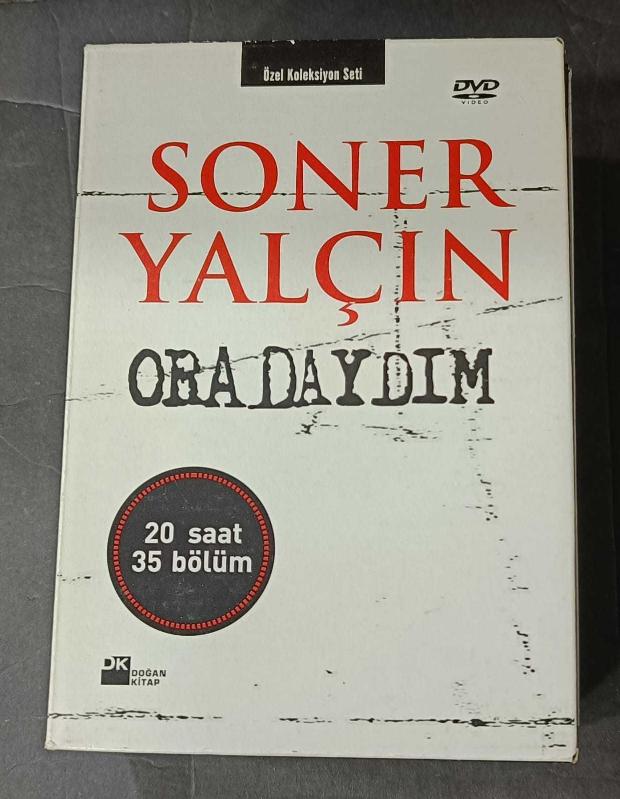 Özel Koleksiyon Seti
DVD
VIDEO
SONER
YALÇIN
ORADAYDIM
20 saat
35 bölüm
DK
DOĞAN
KİTAP